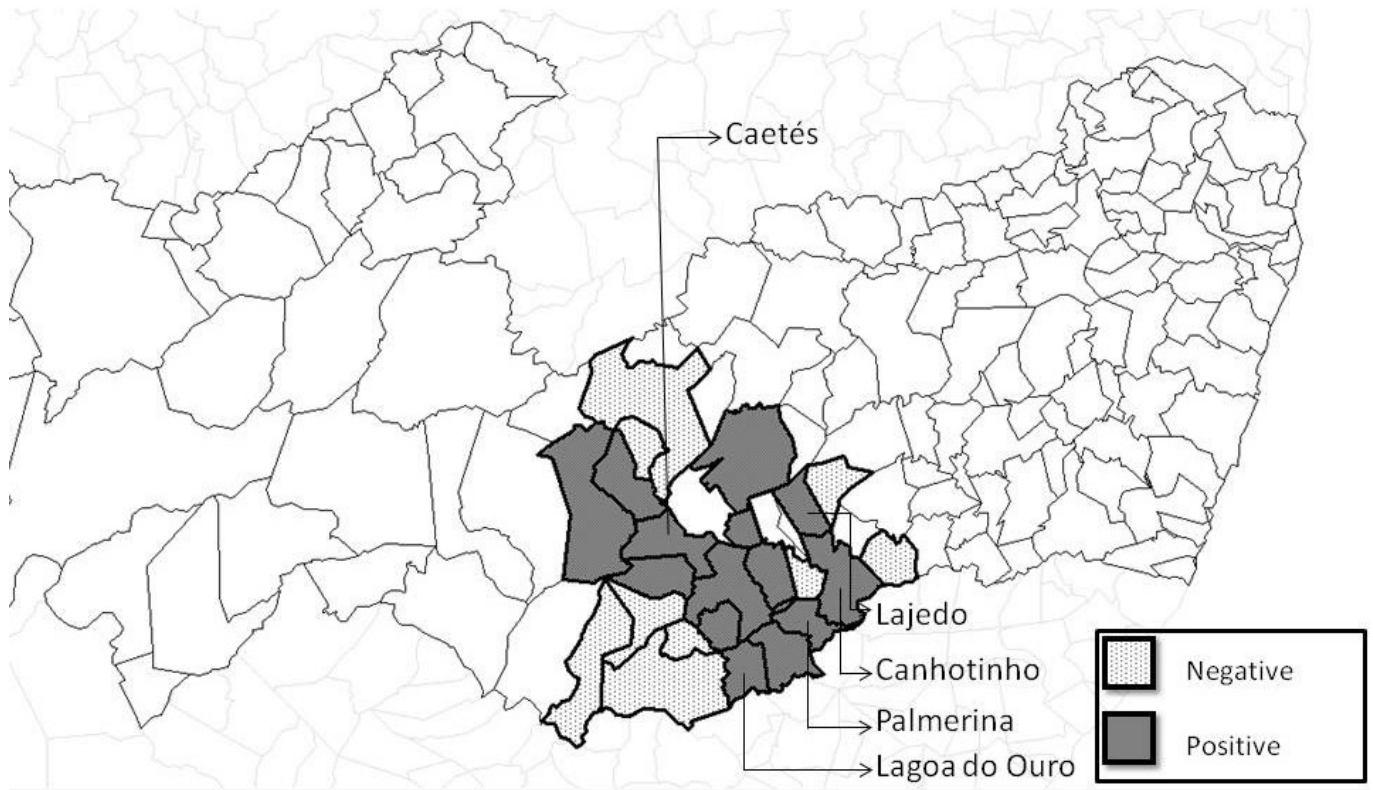 Caetés
Lajedo
Canhotinho
Palmerina
Lagoa do Ouro
Negative
Positive